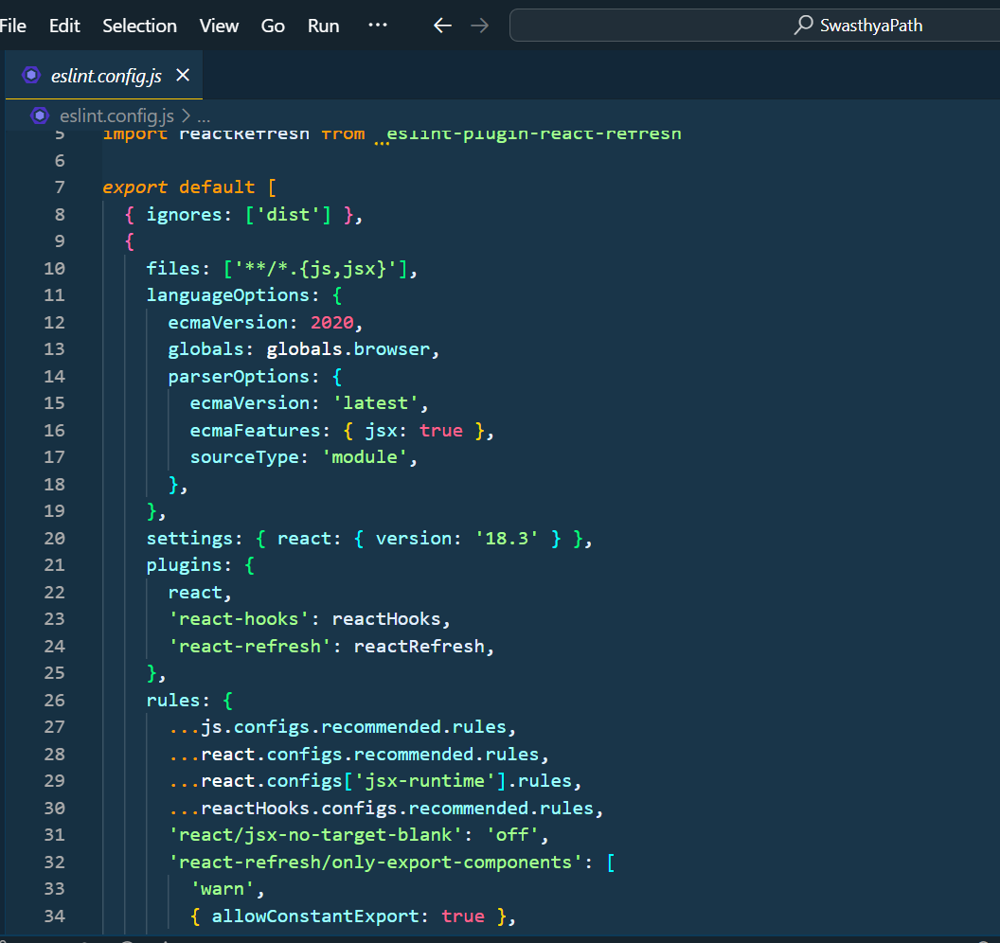 File Edit Selection View Go Run ··· ← → SwasthyaPath
eslint.config.js ×
eslint.config.js > ...
5 import reactRefresh from 'eslint-plugin-react-refresh
6
7 export default [
8 { ignores: ['dist'] },
9 {
10 files: ['**/*.{js,jsx}'],
11 languageOptions: {
12 ecmaVersion: 2020,
13 globals: globals.browser,
14 parserOptions: {
15 ecmaVersion: 'latest',
16 ecmaFeatures: { jsx: true },
17 sourceType: 'module',
18 },
19 },
20 settings: { react: { version: '18.3' } },
21 plugins: {
22 react,
23 'react-hooks': reactHooks,
24 'react-refresh': reactRefresh,
25 },
26 rules: {
27 ...js.configs.recommended.rules,
28 ...react.configs.recommended.rules,
29 ...react.configs['jsx-runtime'].rules,
30 ...reactHooks.configs.recommended.rules,
31 'react/jsx-no-target-blank': 'off',
32 'react-refresh/only-export-components': [
33 'warn',
34 { allowConstantExport: true },